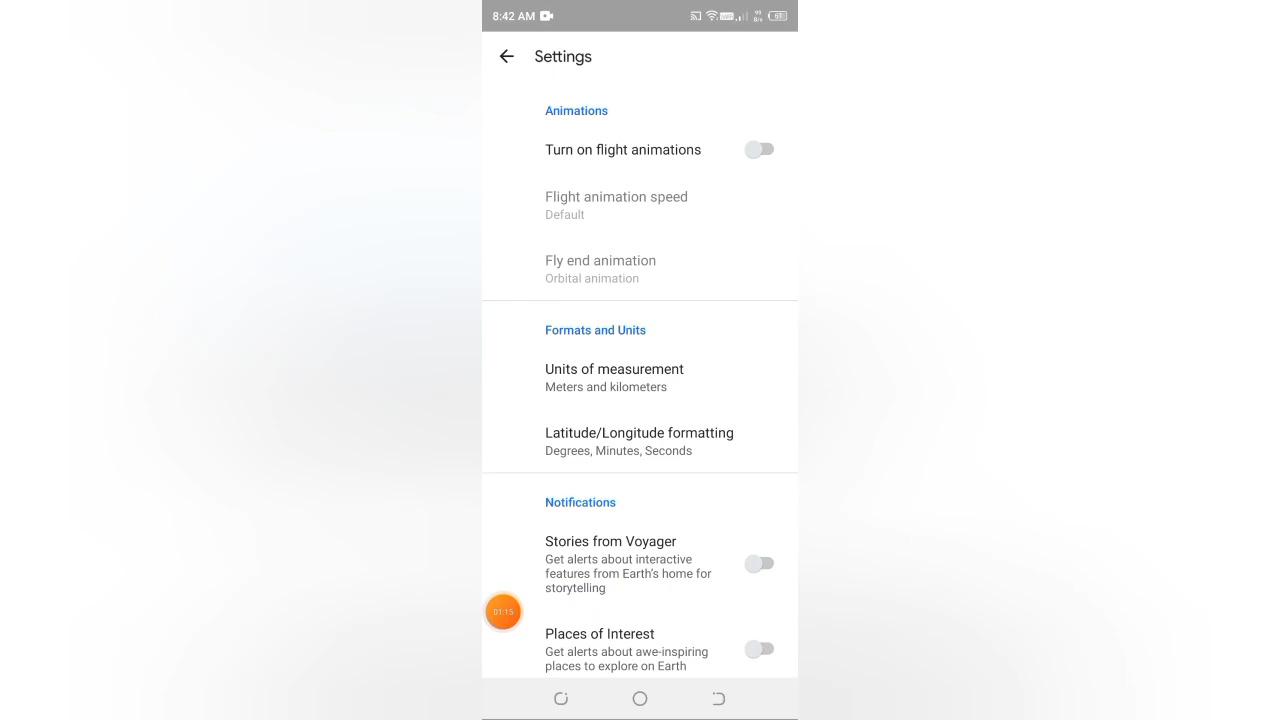 8:42 AM
Settings
Animations
Turn on flight animations
Flight animation speed
Default
Fly end animation
Orbital animation
Formats and Units
Units of measurement
Meters and kilometers
Latitude/Longitude formatting
Degrees, Minutes, Seconds
Notifications
Stories from Voyager
Get alerts about interactive
features from Earth's home for
storytelling
01:15
Places of Interest
Get alerts about awe-inspiring
places to explore on Earth